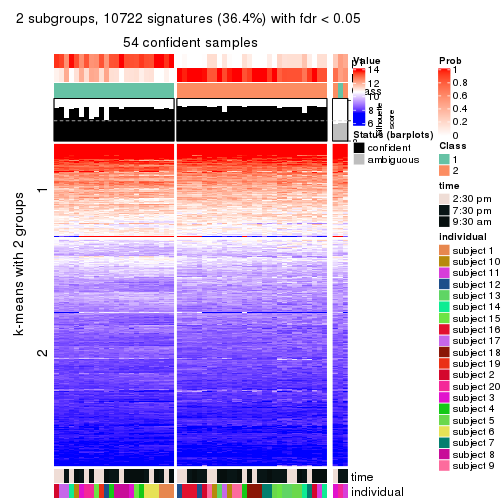 2 subgroups, 10722 signatures (36.4%) with fdr < 0.05
54 confident samples
Value
14
12
10
8
6
Silhouette
score
Status (barplots)
confident
ambiguous
Prob
1
0.8
0.6
0.4
0.2
0
Class
1
2
time
2:30 pm
7:30 pm
9:30 am
individual
subject 1
subject 10
subject 11
subject 12
subject 13
subject 14
subject 15
subject 16
subject 17
subject 18
subject 19
subject 2
subject 20
subject 3
subject 4
subject 5
subject 6
subject 7
subject 8
subject 9
k-means with 2 groups
1
2
time
individual